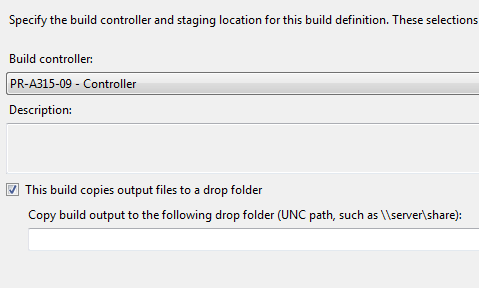 Specify the build controller and staging location for this build definition. These selections
Build controller:
PR-A315-09 - Controller
Description:
This build copies output files to a drop folder
Copy build output to the following drop folder (UNC path, such as \\server\share):